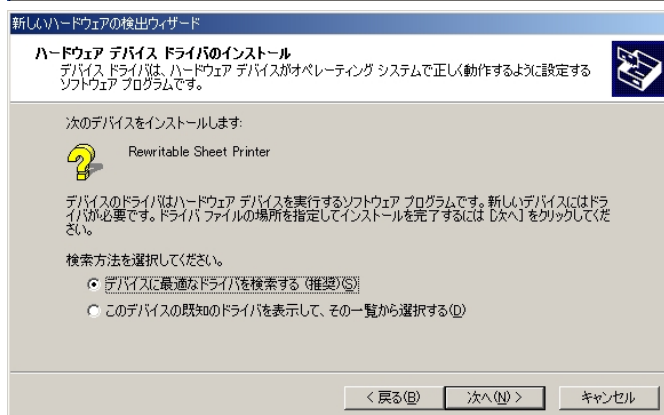 新しいハードウェアの検出ウィザード
ハードウェア デバイス ドライバのインストール
デバイス ドライバは、ハードウェア デバイスがオペレーティング システムで正しく動作するように設定する
ソフトウェア プログラムです。
次のデバイスをインストールします:
Rewritable Sheet Printer
デバイスのドライバはハードウェア デバイスを実行するソフトウェア プログラムです。新しいデバイスにはドラ
イバが必要です。ドライバ ファイルの場所を指定してインストールを完了するには [次へ] をクリックしてくだ
さい。
検索方法を選択してください。
デバイスに最適なドライバを検索する (推奨)(S)
このデバイスの既知のドライバを表示して、その一覧から選択する(D)
< 戻る(B) 次へ(N) > キャンセル